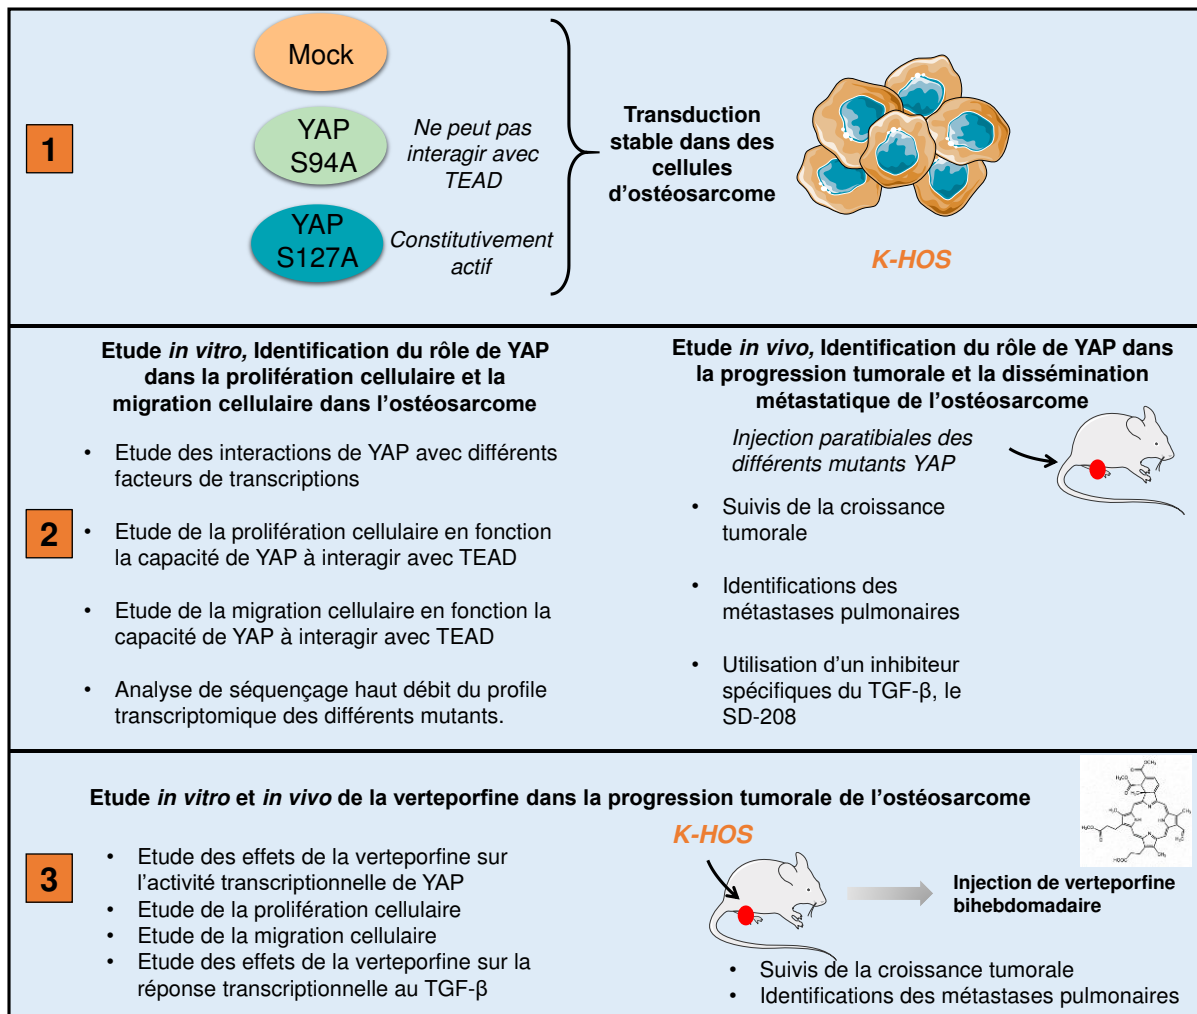 1
Mock
YAP
S94A
Ne peut pas
interagir avec
TEAD
YAP
S127A
Constitutivement
actif
Transduction
stable dans des
cellules
d'ostéosarcome
K-HOS
2
Etude in vitro, Identification du rôle de YAP
dans la prolifération cellulaire et la
migration cellulaire dans l'ostéosarcome
• Etude des interactions de YAP avec différents
facteurs de transcriptions
• Etude de la prolifération cellulaire en fonction
la capacité de YAP à interagir avec TEAD
• Etude de la migration cellulaire en fonction la
capacité de YAP à interagir avec TEAD
• Analyse de séquençage haut débit du profile
transcriptomique des différents mutants.
Etude in vivo, Identification du rôle de YAP dans
la progression tumorale et la dissémination
métastatique de l'ostéosarcome
Injection paratibiales des
différents mutants YAP
• Suivis de la croissance
tumorale
• Identifications des
métastases pulmonaires
• Utilisation d'un inhibiteur
spécifiques du TGF-β, le
SD-208
3
Etude in vitro et in vivo de la verteporfine dans la progression tumorale de l'ostéosarcome
• Etude des effets de la verteporfine sur
l'activité transcriptionnelle de YAP
• Etude de la prolifération cellulaire
• Etude de la migration cellulaire
• Etude des effets de la verteporfine sur la
réponse transcriptionnelle au TGF-β
K-HOS
Injection de verteporfine
bihebdomadaire
• Suivis de la croissance tumorale
• Identifications des métastases pulmonaires